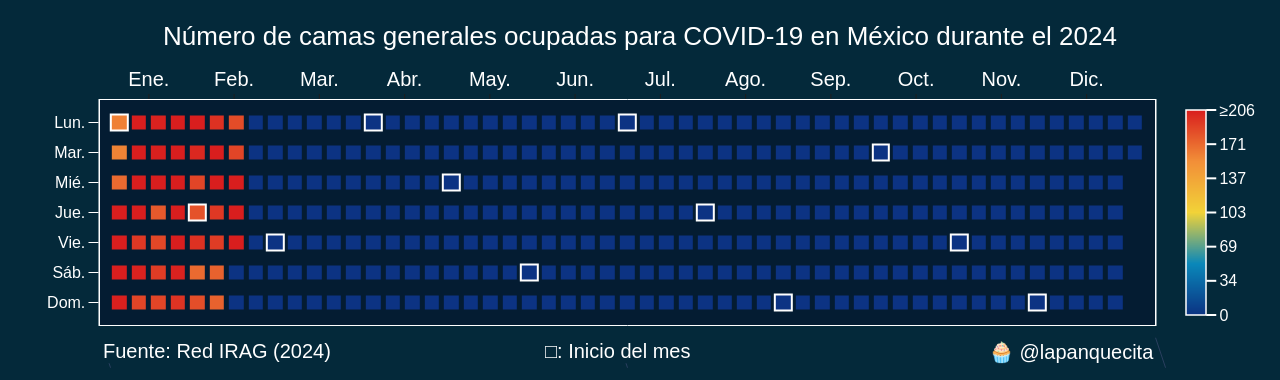 Número de camas generales ocupadas para COVID-19 en México durante el 2024
Ene. Feb. Mar. Abr. May. Jun. Jul. Ago. Sep. Oct. Nov. Dic.
Lun.
Mar.
Mié.
Jue.
Vie.
Sáb.
Dom.
≥206
171
137
103
69
34
0
Fuente: Red IRAG (2024)
□: Inicio del mes
🧁 @lapanquecita